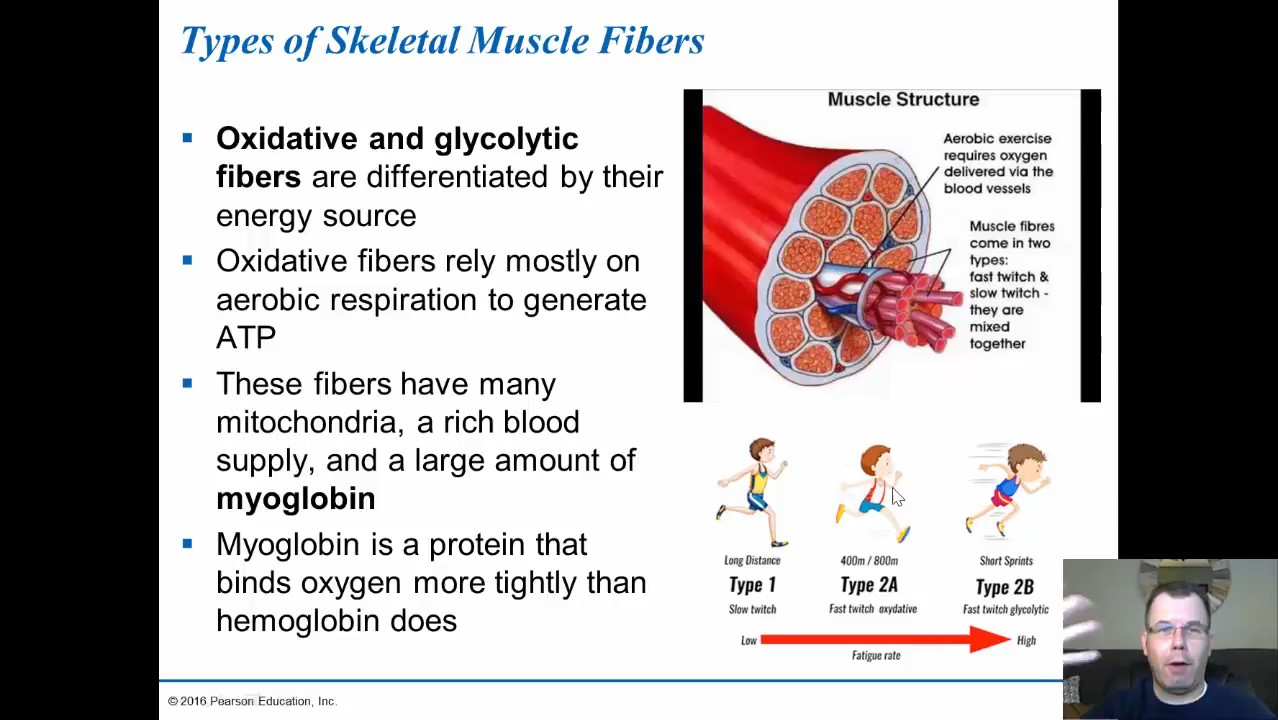 Types of Skeletal Muscle Fibers
Oxidative and glycolytic
fibers are differentiated by their
energy source
Oxidative fibers rely mostly on
aerobic respiration to generate
ATP
These fibers have many
mitochondria, a rich blood
supply, and a large amount of
myoglobin
Myoglobin is a protein that
binds oxygen more tightly than
hemoglobin does
Muscle Structure
Aerobic exercise
requires oxygen
delivered via the
blood vessels
Muscle fibres
come in two
types:
fast twitch &
slow twitch -
they are
mixed
together
Long Distance
Type 1
Slow twitch
400m / 800m
Type 2A
Fast twitch oxydative
Short Sprints
Type 2B
Fast twitch glycolytic
Low
High
Fatigue rate
© 2016 Pearson Education, Inc.